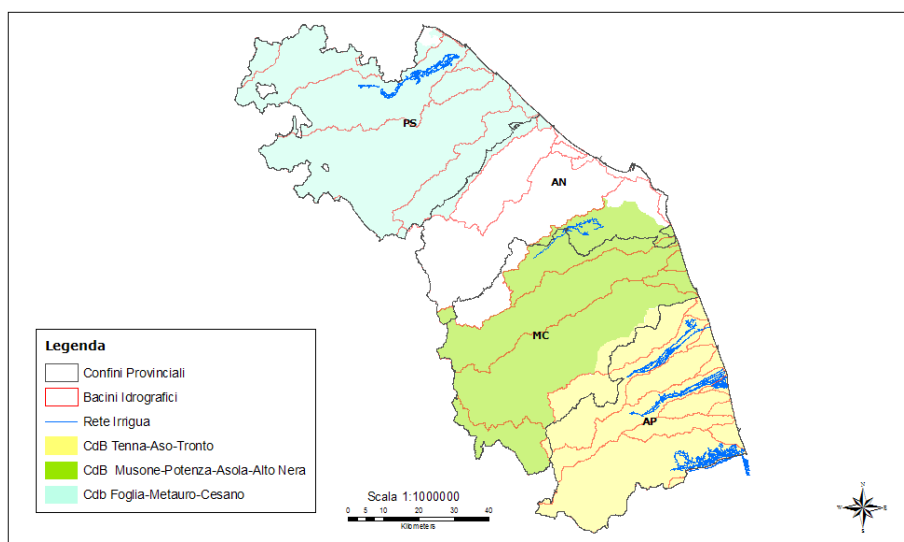 PS
AN
MC
AP
Legenda
Confini Provinciali
Bacini Idrografici
Rete Irrigua
CdB Tenna-Aso-Tronto
CdB Musone-Potenza-Asola-Alto Nera
Cdb Foglia-Metauro-Cesano
Scala 1:1000000
0 5 10 20 30 40
Kilometers
N
W E
S